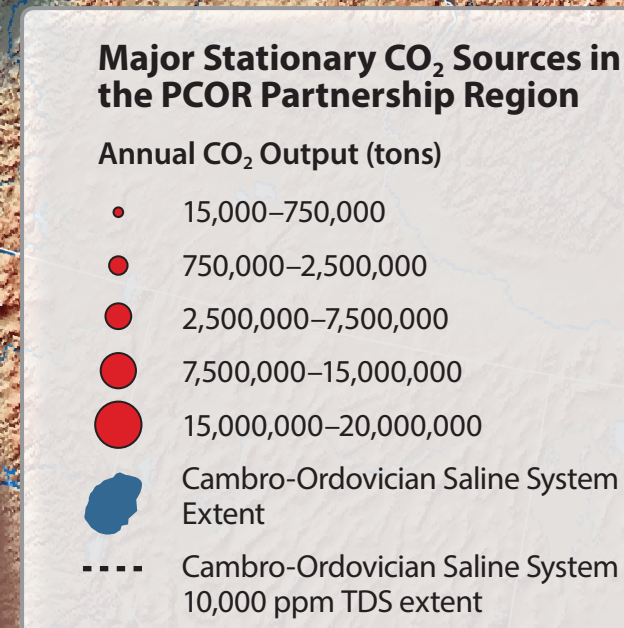 Major Stationary CO₂ Sources in
the PCOR Partnership Region
Annual CO₂ Output (tons)
15,000–750,000
750,000–2,500,000
2,500,000–7,500,000
7,500,000–15,000,000
15,000,000–20,000,000
Cambro-Ordovician Saline System
Extent
Cambro-Ordovician Saline System
10,000 ppm TDS extent